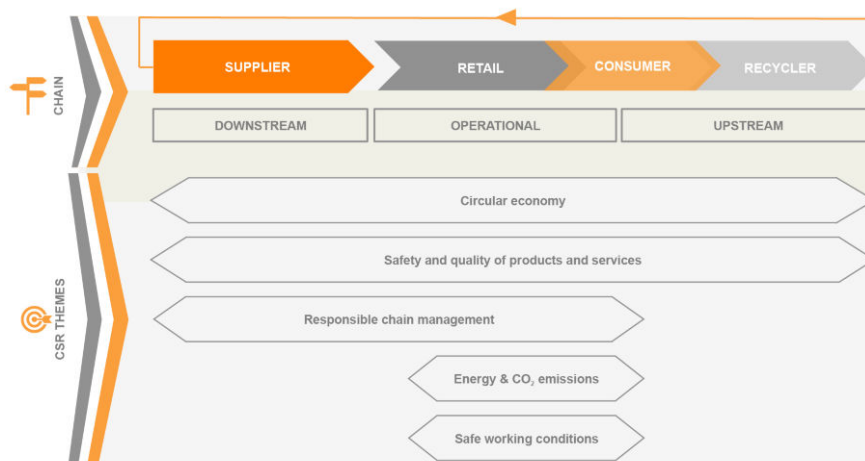 CHAIN
SUPPLIER
RETAIL
CONSUMER
RECYCLER
DOWNSTREAM
OPERATIONAL
UPSTREAM
CSR THEMES
Circular economy
Safety and quality of products and services
Responsible chain management
Energy & CO₂ emissions
Safe working conditions